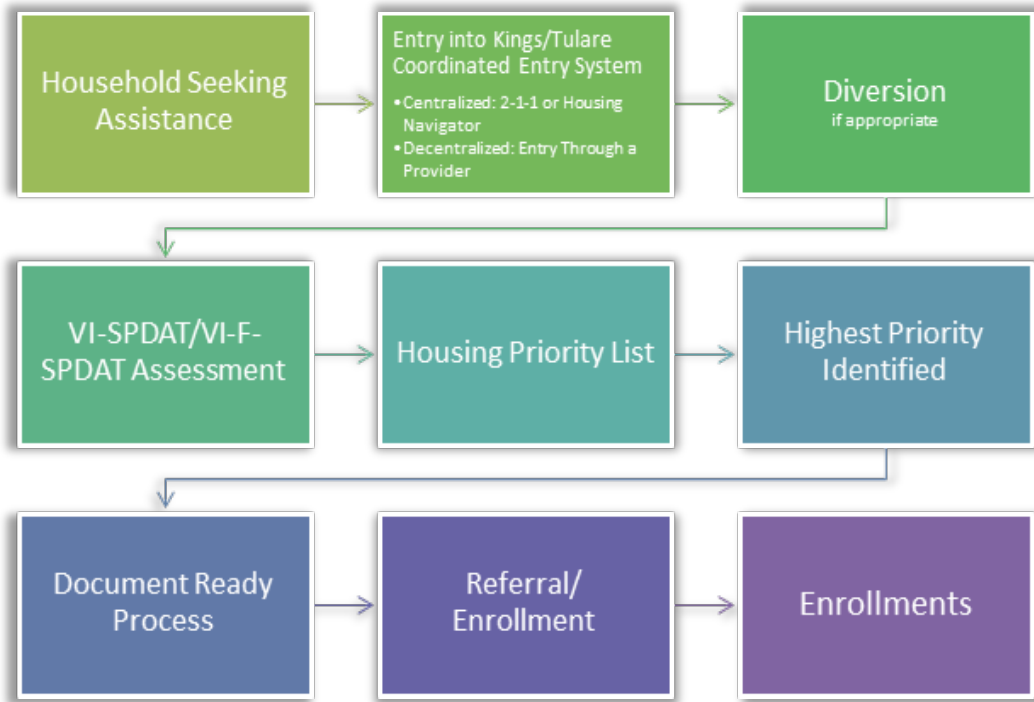 Household Seeking
Assistance
Entry into Kings/Tulare
Coordinated Entry System
•Centralized: 2-1-1 or Housing
Navigator
•Decentralized: Entry Through a
Provider
Diversion
if appropriate
VI-SPDAT/VI-F-
SPDAT Assessment
Housing Priority List
Highest Priority
Identified
Document Ready
Process
Referral/
Enrollment
Enrollments